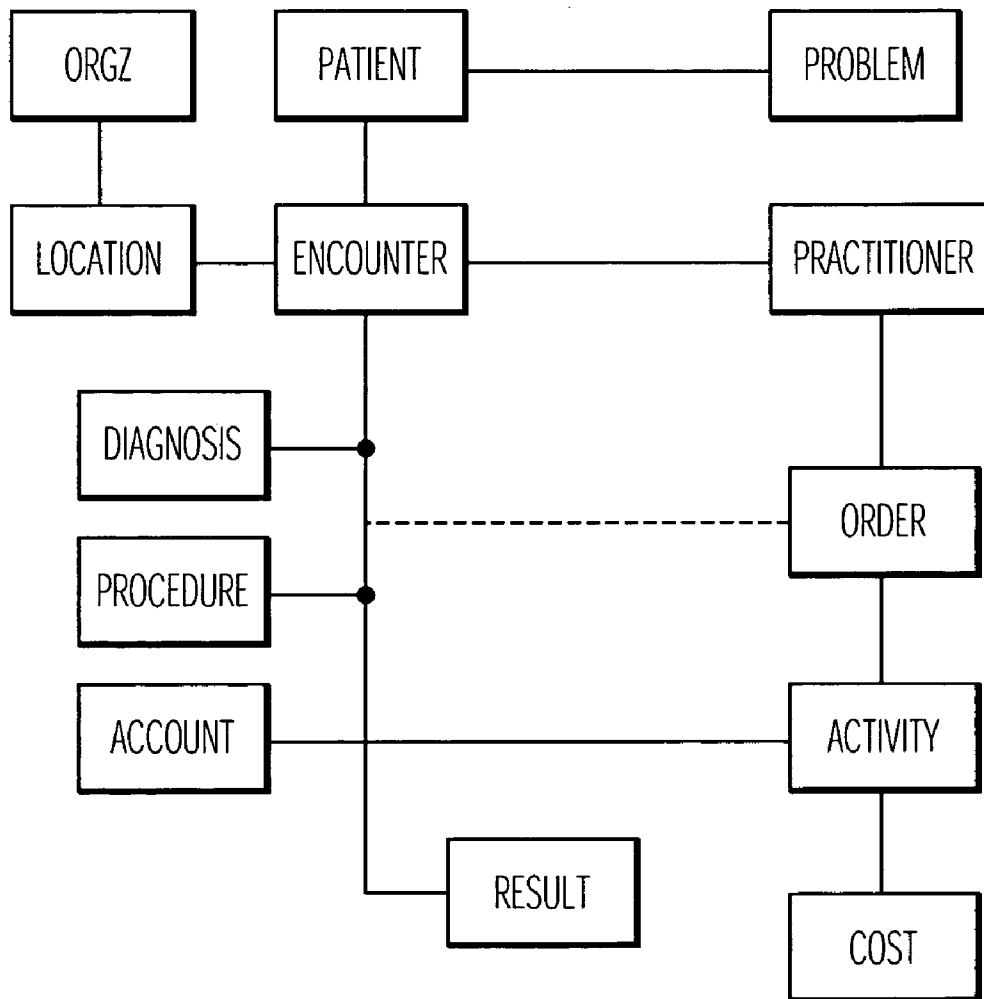 ORGZ
PATIENT
PROBLEM
LOCATION
ENCOUNTER
PRACTITIONER
DIAGNOSIS
ORDER
PROCEDURE
ACCOUNT
ACTIVITY
RESULT
COST